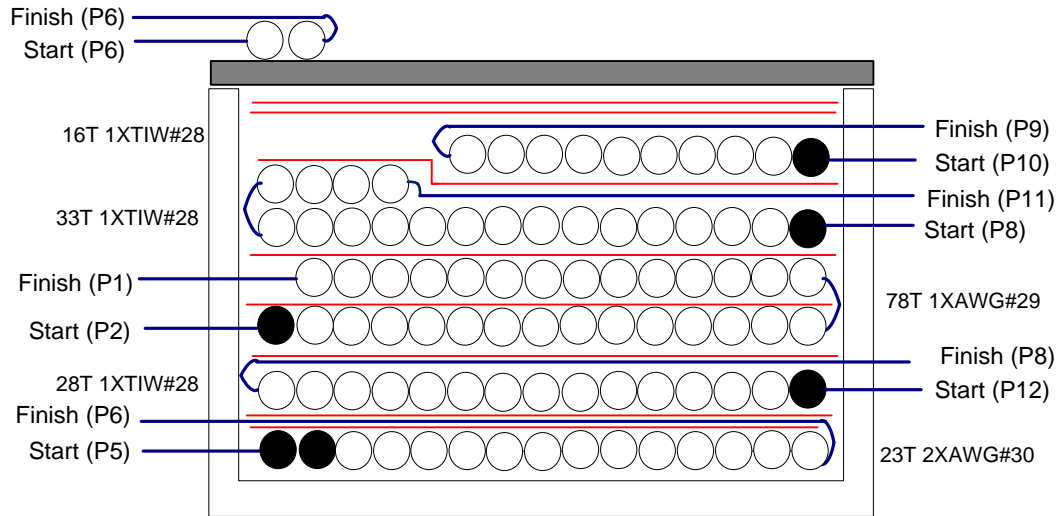 Finish (P6)
Start (P6)
16T 1XTIW#28
Finish (P9)
Start (P10)
Finish (P11)
33T 1XTIW#28
Start (P8)
Finish (P1)
78T 1XAWG#29
Start (P2)
Finish (P8)
28T 1XTIW#28
Start (P12)
Finish (P6)
Start (P5)
23T 2XAWG#30